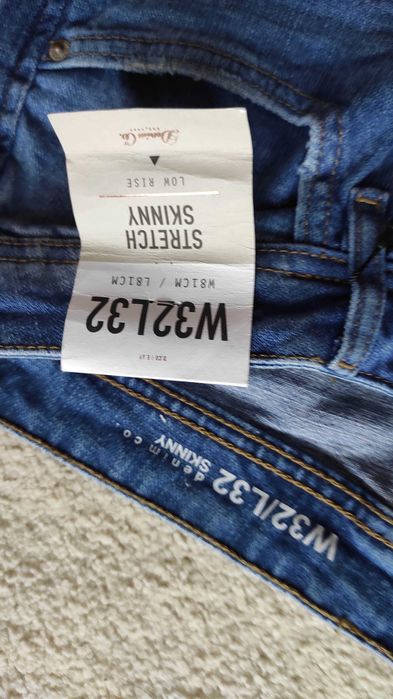 Denim Co.
LOW RISE
STRETCH
SKINNY
W81CM / L81CM
W32L32
denim co.
SKINNY
W32/L32